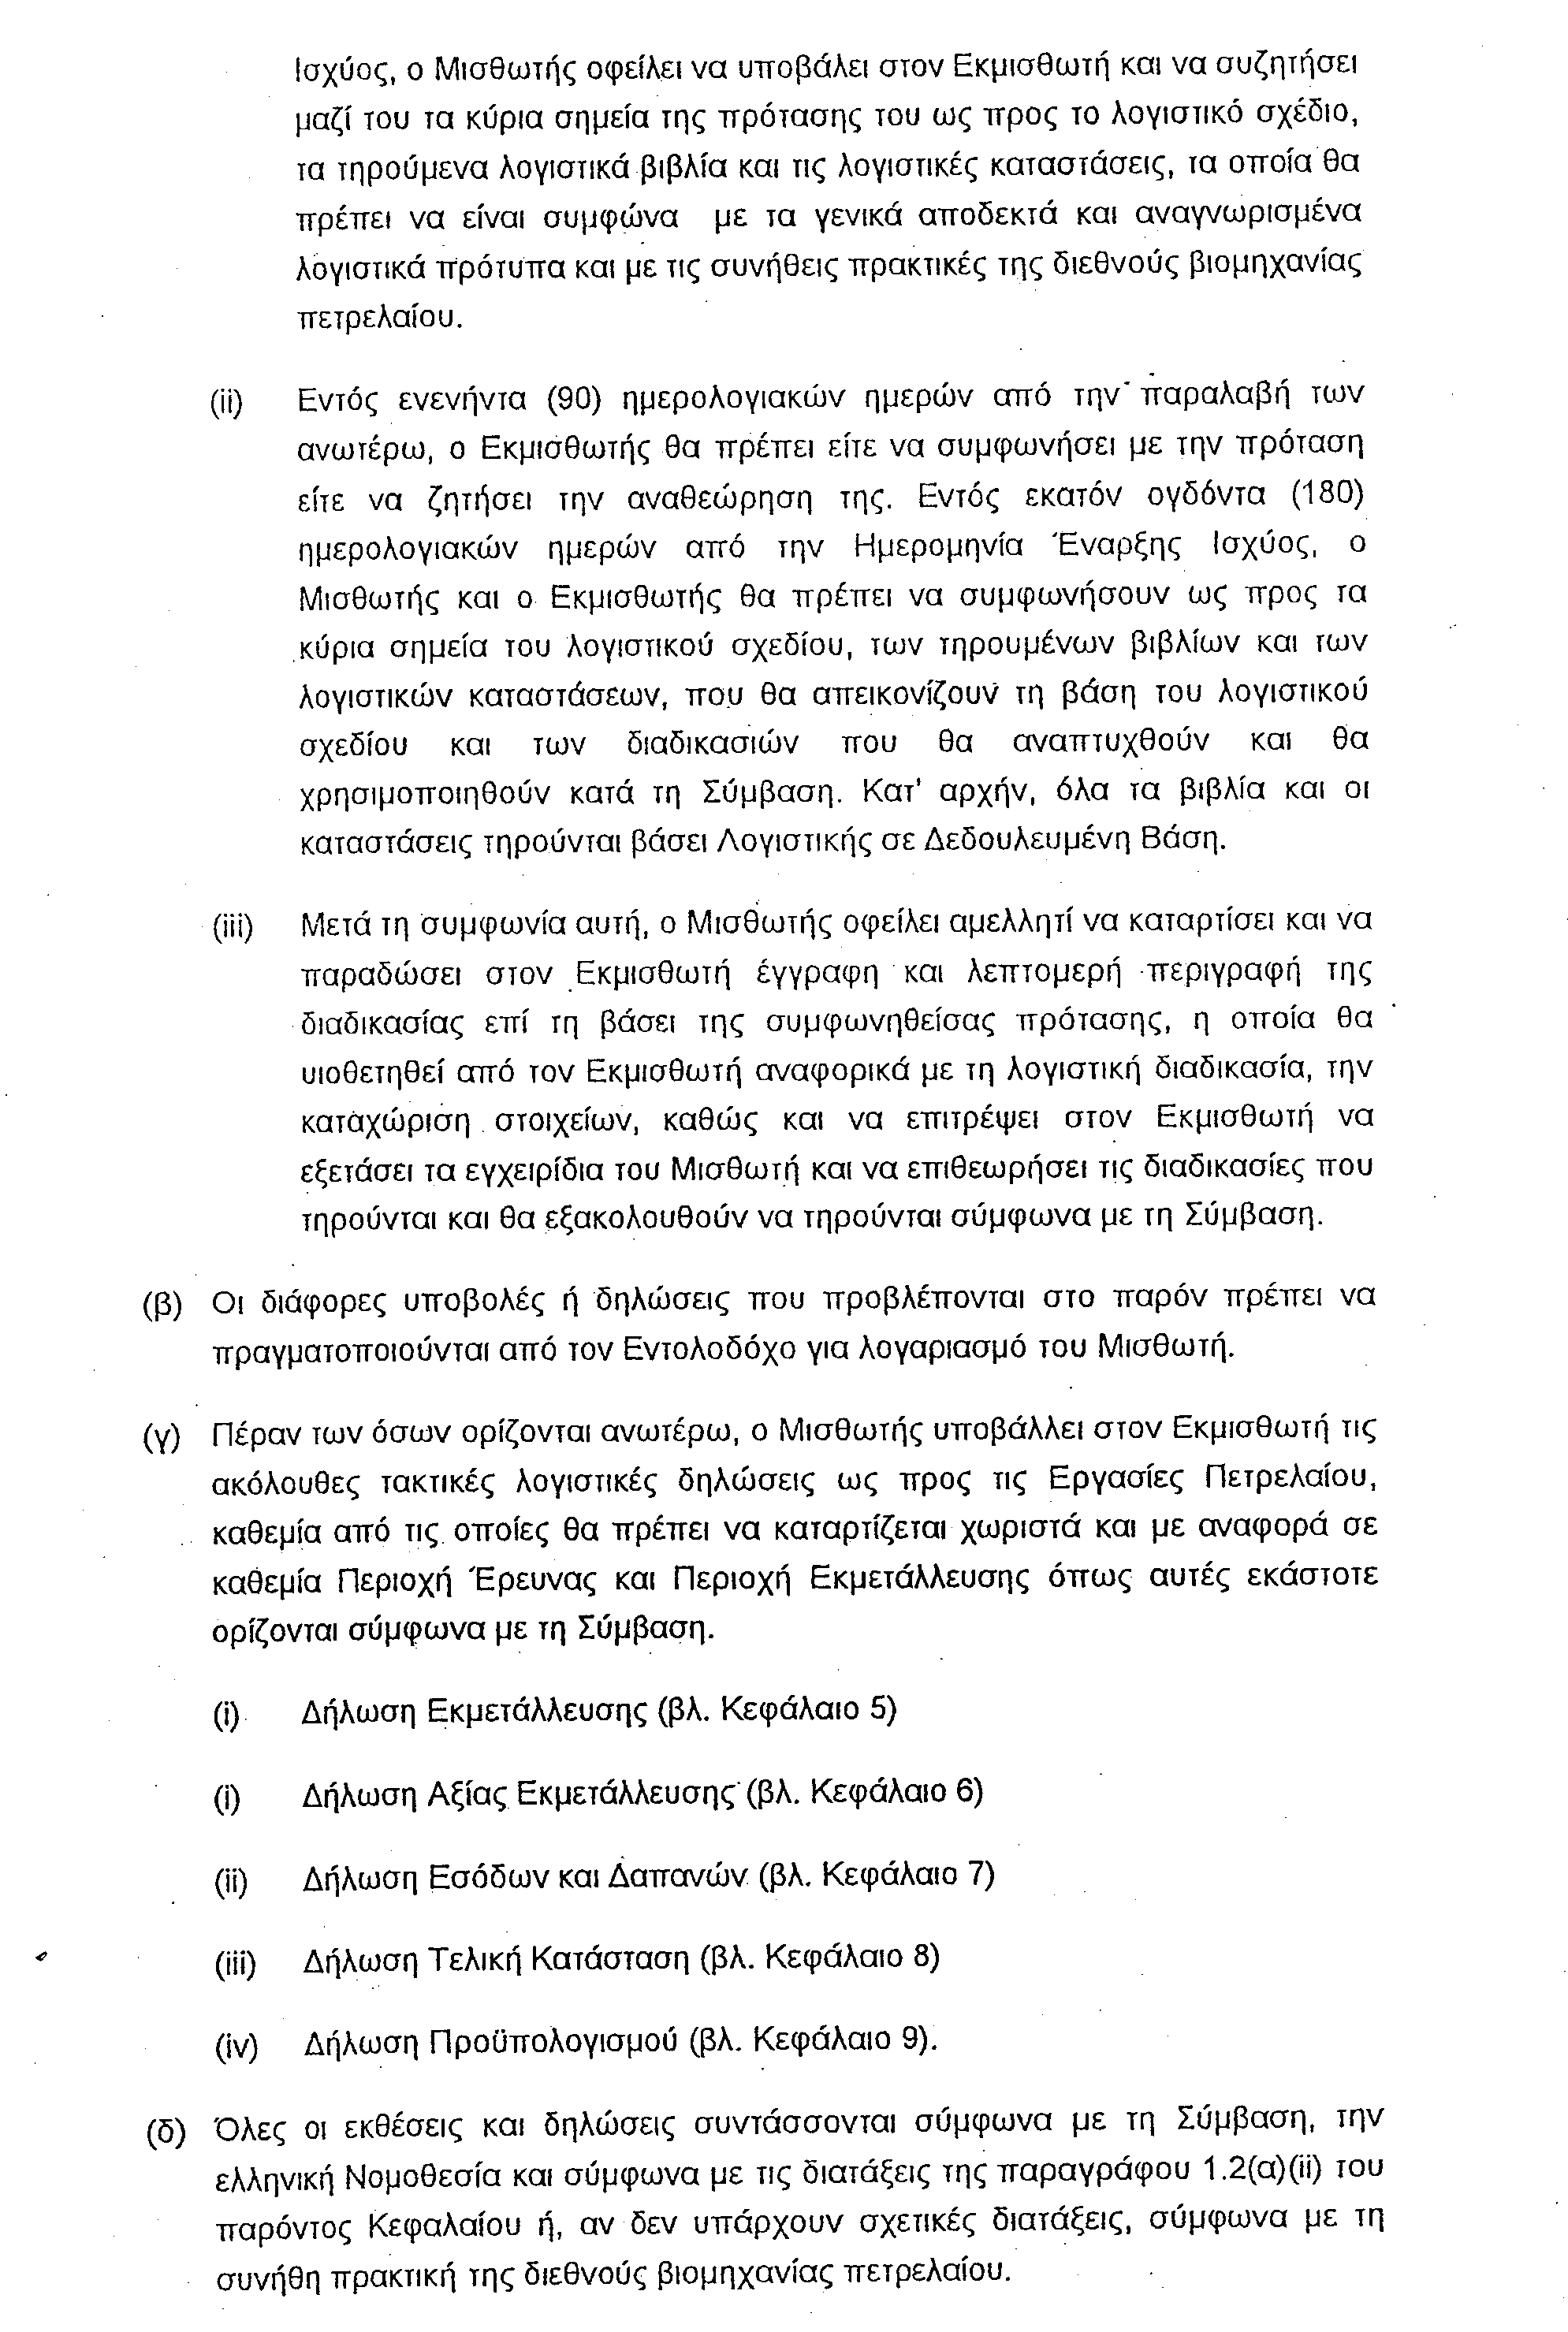 Ισχύος, ο Μισθωτής οφείλει να υποβάλει στον Εκμισθωτή και να συζητήσει
μαζί του τα κύρια σημεία της πρότασης του ως προς το λογιστικό σχέδιο,
τα τηρούμενα λογιστικά βιβλία και τις λογιστικές καταστάσεις, τα οποία θα
πρέπει να είναι συμφώνα με τα γενικά αποδεκτά και αναγνωρισμένα
λογιστικά πρότυπα και με τις συνήθεις πρακτικές της διεθνούς βιομηχανίας
πετρελαίου.
(ii) Εντός ενενήντα (90) ημερολογιακών ημερών από την παραλαβή των
ανωτέρω, ο Εκμισθωτής θα πρέπει είτε να συμφωνήσει με την πρόταση
είτε να ζητήσει την αναθεώρηση της. Εντός εκατόν ογδόντα (180)
ημερολογιακών ημερών από την Ημερομηνία Έναρξης Ισχύος, ο
Μισθωτής και ο Εκμισθωτής θα πρέπει να συμφωνήσουν ως προς τα
κύρια σημεία του λογιστικού σχεδίου, των τηρουμένων βιβλίων και των
λογιστικών καταστάσεων, που θα απεικονίζουν τη βάση του λογιστικού
σχεδίου και των διαδικασιών που θα αναπτυχθούν και θα
χρησιμοποιηθούν κατά τη Σύμβαση. Κατ' αρχήν, όλα τα βιβλία και οι
καταστάσεις τηρούνται βάσει Λογιστικής σε Δεδουλευμένη Βάση.
(iii) Μετά τη συμφωνία αυτή, ο Μισθωτής οφείλει αμελλητί να καταρτίσει και να
παραδώσει στον Εκμισθωτή έγγραφη και λεπτομερή περιγραφή της
διαδικασίας επί τη βάσει της συμφωνηθείσας πρότασης, η οποία θα
υιοθετηθεί από τον Εκμισθωτή αναφορικά με τη λογιστική διαδικασία, την
καταχώριση στοιχείων, καθώς και να επιτρέψει στον Εκμισθωτή να
εξετάσει τα εγχειρίδια του Μισθωτή και να επιθεωρήσει τις διαδικασίες που
τηρούνται και θα εξακολουθούν να τηρούνται σύμφωνα με τη Σύμβαση.
(β) Οι διάφορες υποβολές ή δηλώσεις που προβλέπονται στο παρόν πρέπει να
πραγματοποιούνται από τον Εντολοδόχο για λογαριασμό του Μισθωτή.
(γ) Πέραν των όσων ορίζονται ανωτέρω, ο Μισθωτής υποβάλλει στον Εκμισθωτή τις
ακόλουθες τακτικές λογιστικές δηλώσεις ως προς τις Εργασίες Πετρελαίου,
καθεμία από τις οποίες θα πρέπει να καταρτίζεται χωριστά και με αναφορά σε
καθεμία Περιοχή Έρευνας και Περιοχή Εκμετάλλευσης όπως αυτές εκάστοτε
ορίζονται σύμφωνα με τη Σύμβαση.
(i) Δήλωση Εκμετάλλευσης (βλ. Κεφάλαιο 5)
(i) Δήλωση Αξίας Εκμετάλλευσης (βλ. Κεφάλαιο 6)
(ii) Δήλωση Εσόδων και Δαπανών (βλ. Κεφάλαιο 7)
(iii) Δήλωση Τελική Κατάσταση (βλ. Κεφάλαιο 8)
(iv) Δήλωση Προϋπολογισμού (βλ. Κεφάλαιο 9).
(δ) Όλες οι εκθέσεις και δηλώσεις συντάσσονται σύμφωνα με τη Σύμβαση, την
ελληνική Νομοθεσία και σύμφωνα με τις διατάξεις της παραγράφου 1.2(α)(ii) του
παρόντος Κεφαλαίου ή, αν δεν υπάρχουν σχετικές διατάξεις, σύμφωνα με τη
συνήθη πρακτική της διεθνούς βιομηχανίας πετρελαίου.